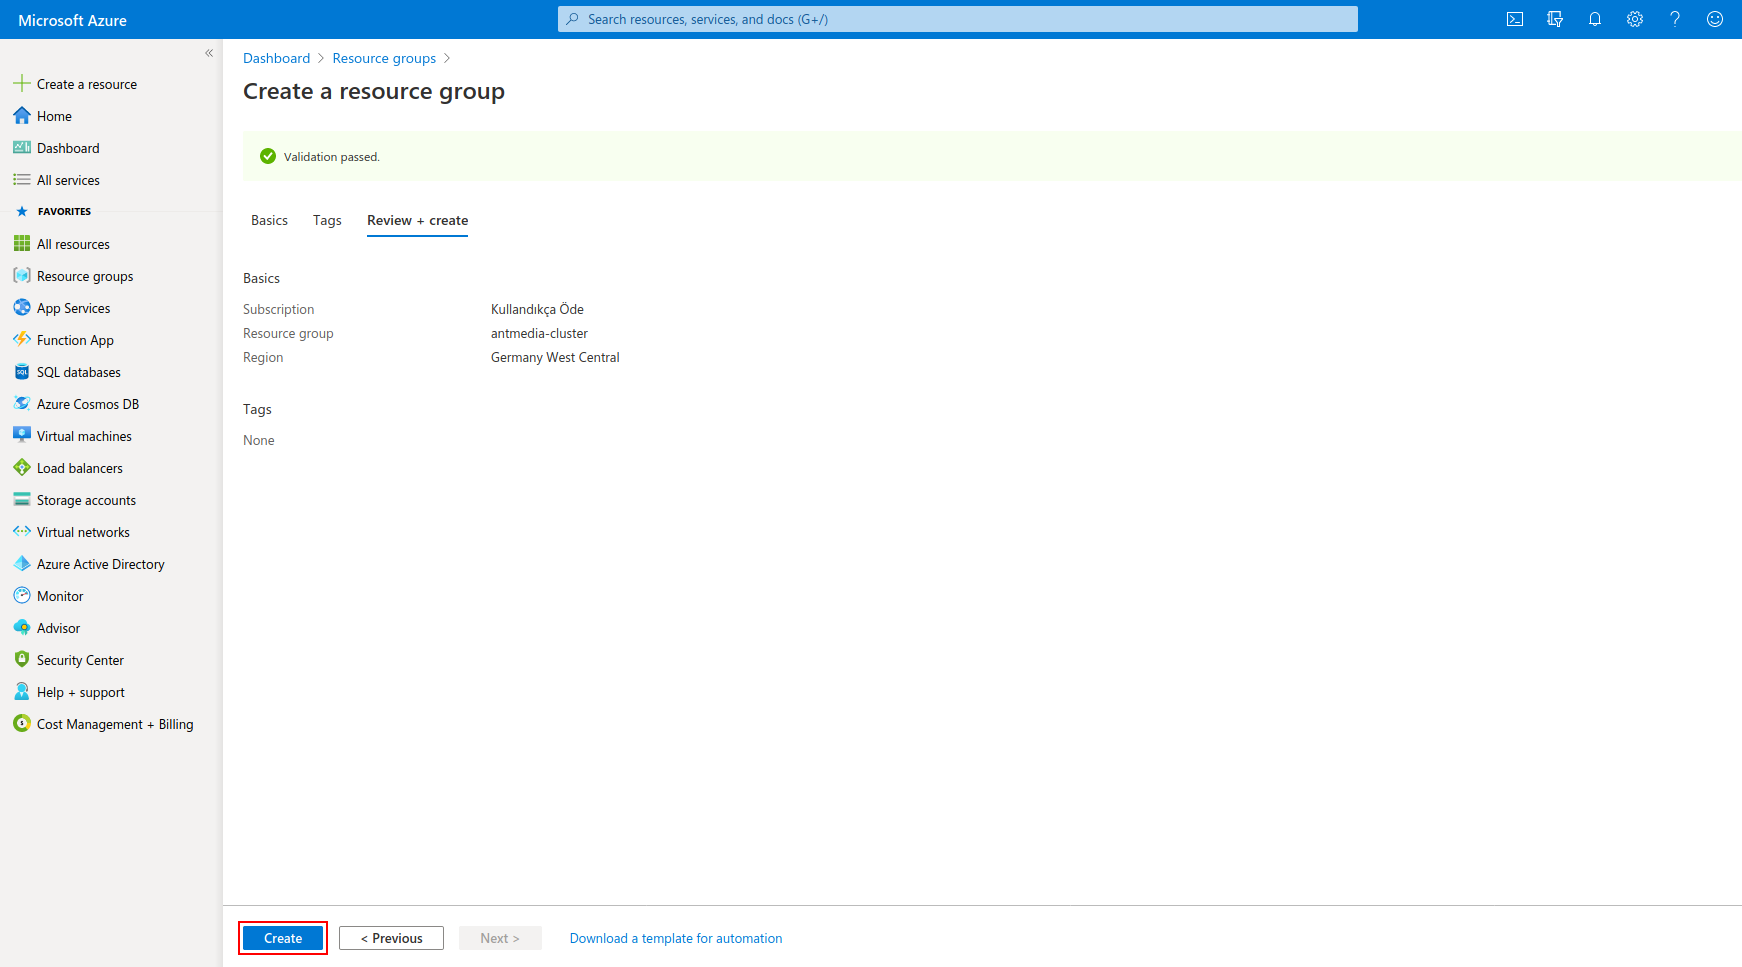 Microsoft Azure
Search resources, services, and docs (G+/)
Create a resource
Home
Dashboard
All services
FAVORITES
All resources
Resource groups
App Services
Function App
SQL databases
Azure Cosmos DB
Virtual machines
Load balancers
Storage accounts
Virtual networks
Azure Active Directory
Monitor
Advisor
Security Center
Help + support
Cost Management + Billing
Dashboard > Resource groups >
Create a resource group
Validation passed.
Basics Tags Review + create
Basics
Subscription Kullandıkça Öde
Resource group antmedia-cluster
Region Germany West Central
Tags
None
Create < Previous Next > Download a template for automation